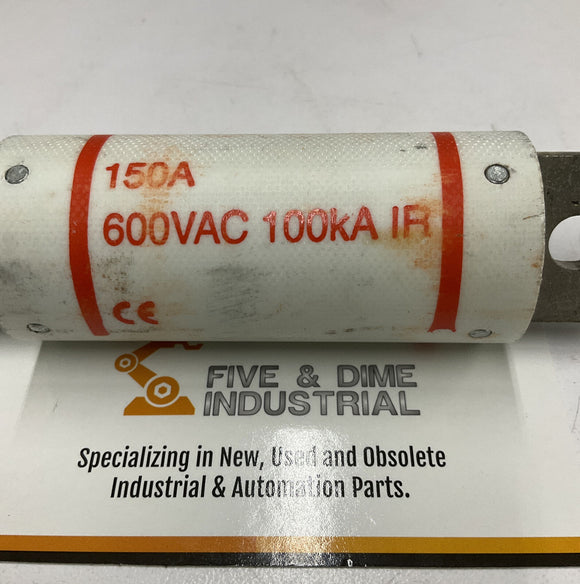 150A
600VAC 100kA IR
CE
FIVE & DIME
INDUSTRIAL
Specializing in New, Used and Obsolete
Industrial & Automation Parts.